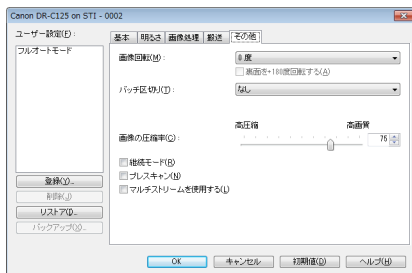 Canon DR-C125 on STI - 0002
ユーザー設定(F):
フルオートモード
登録(Y)...
削除(J)
リストア(T)...
バックアップ(X)...
基本 明るさ 画像処理 搬送 その他
画像回転(M): 0 度
裏面を+180度回転する(A)
バッチ区切り(T): なし
高圧縮 高画質
画像の圧縮率(C): 75
継続モード(R)
プレスキャン(N)
マルチストリームを使用する(L)
OK キャンセル 初期値(D) ヘルプ(H)